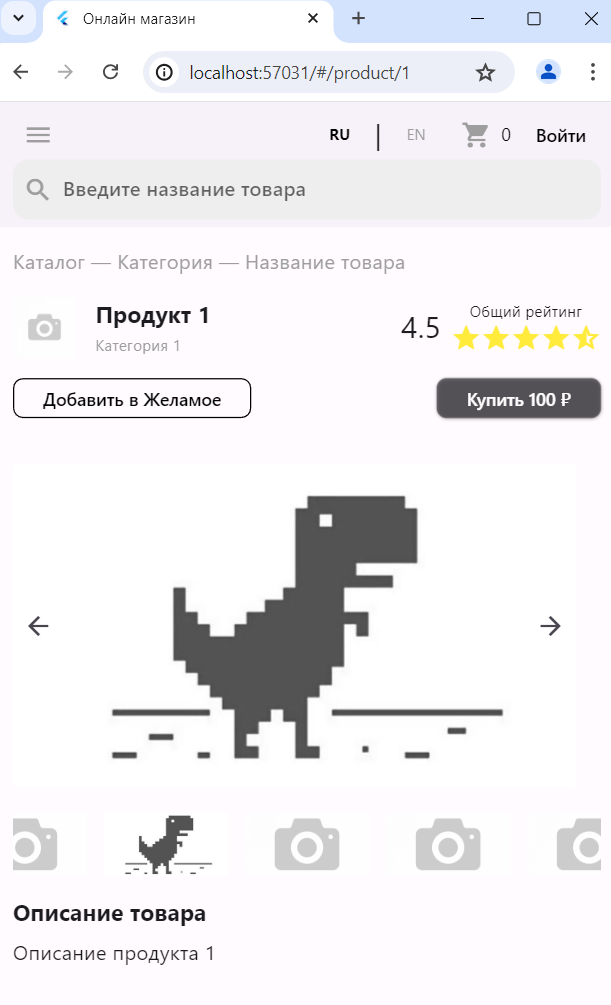 Онлайн магазин
localhost:57031/#/product/1
RU | EN 0 Войти
Введите название товара
Каталог — Категория — Название товара
Продукт 1
Категория 1
4.5
Общий рейтинг
Добавить в Желамое
Купить 100 ₽
Описание товара
Описание продукта 1